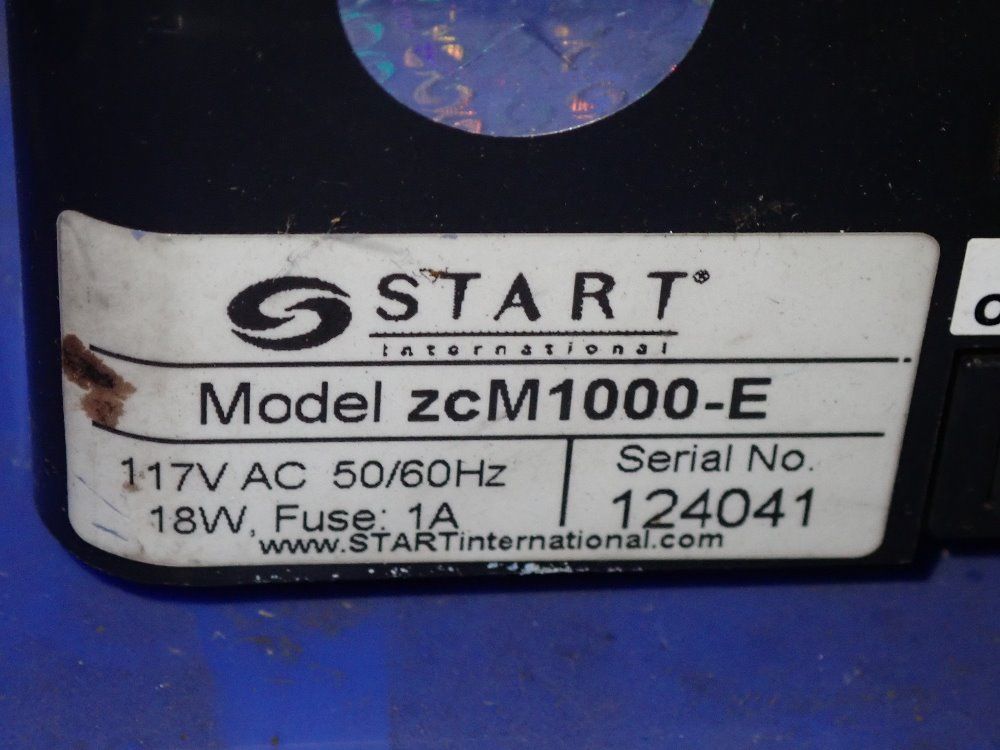 START®
International
Model zcM1000-E
117V AC 50/60Hz
18W, Fuse: 1A
Serial No.
124041
www.STARTinternational.com